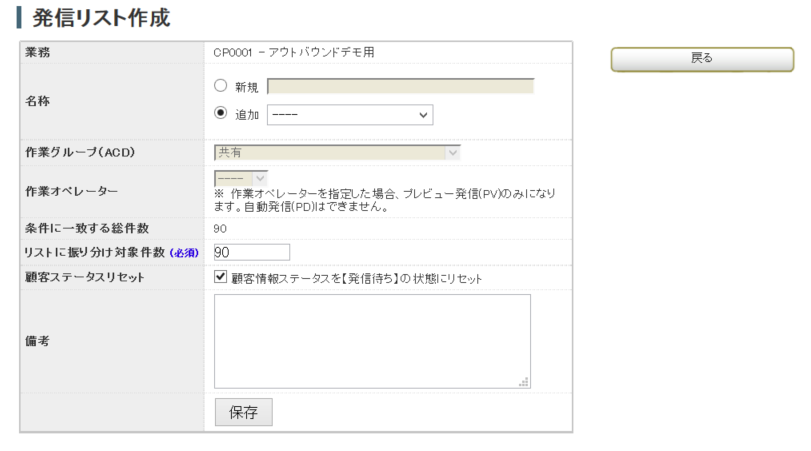 発信リスト作成
業務
CP0001 - アウトバウンドデモ用
戻る
名称
新規
追加
----
作業グループ(ACD)
共有
作業オペレーター
----
※ 作業オペレーターを指定した場合、プレビュー発信(PV)のみになり
ます。自動発信(PD)はできません。
条件に一致する総件数
90
リストに振り分け対象件数 (必須)
90
顧客ステータスリセット
顧客情報ステータスを【発信待ち】の状態にリセット
備考
保存